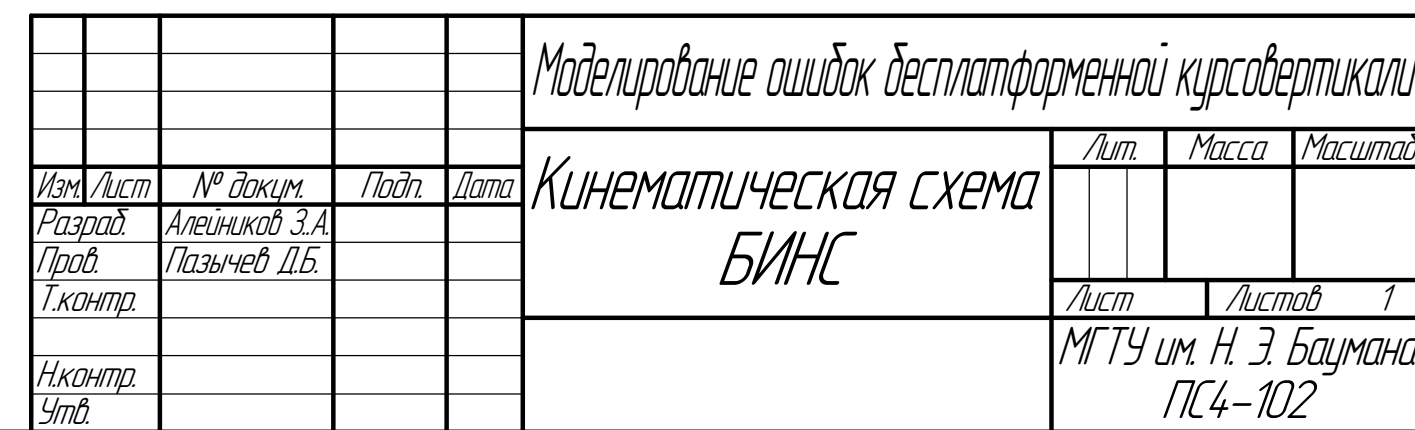 Моделирование ошибок бесплатформенной курсовертикали
Кинематическая схема
БИНС
Лит. Масса Масштаб
Изм. Лист № докум. Подп. Дата
Разраб. Алейников З.А.
Пров. Пазычев Д.Б.
Т.контр.
Лист Листов 1
Н.контр.
Утв.
МГТУ им. Н. Э. Баумана
ПС4-102